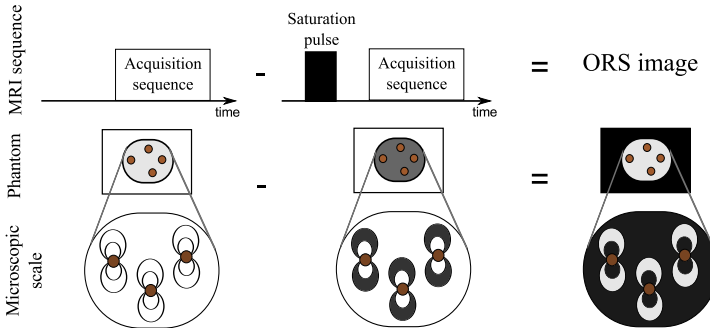 MRI sequence
Acquisition
sequence
time
-
Saturation
pulse
Acquisition
sequence
time
=
ORS image
Phantom
-
=
Microscopic
scale